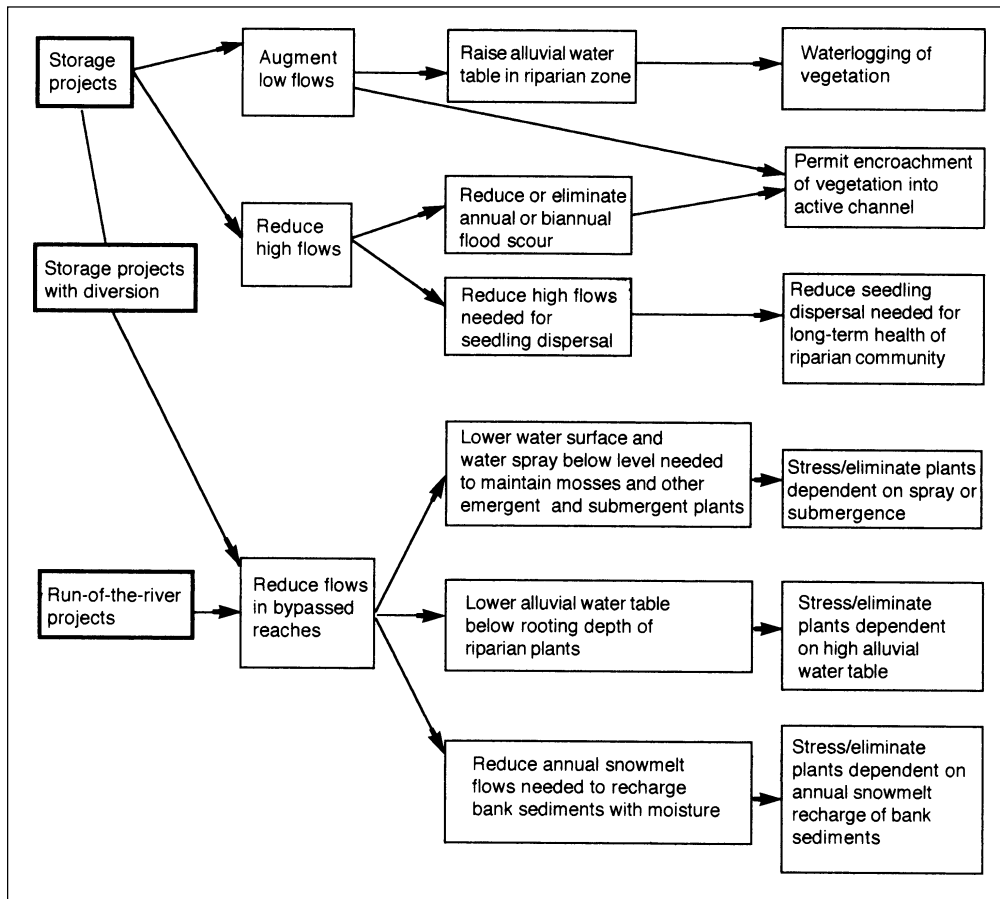 Storage
projects
Augment
low flows
Raise alluvial water
table in riparian zone
Waterlogging of
vegetation
Permit encroachment
of vegetation into
active channel
Reduce
high flows
Reduce or eliminate
annual or biannual
flood scour
Storage projects
with diversion
Reduce high flows
needed for
seedling dispersal
Reduce seedling
dispersal needed for
long-term health of
riparian community
Lower water surface and
water spray below level needed
to maintain mosses and other
emergent and submergent plants
Stress/eliminate plants
dependent on spray or
submergence
Run-of-the-river
projects
Reduce flows
in bypassed
reaches
Lower alluvial water table
below rooting depth of
riparian plants
Stress/eliminate
plants dependent
on high alluvial
water table
Reduce annual snowmelt
flows needed to recharge
bank sediments with moisture
Stress/eliminate
plants dependent on
annual snowmelt
recharge of bank
sediments